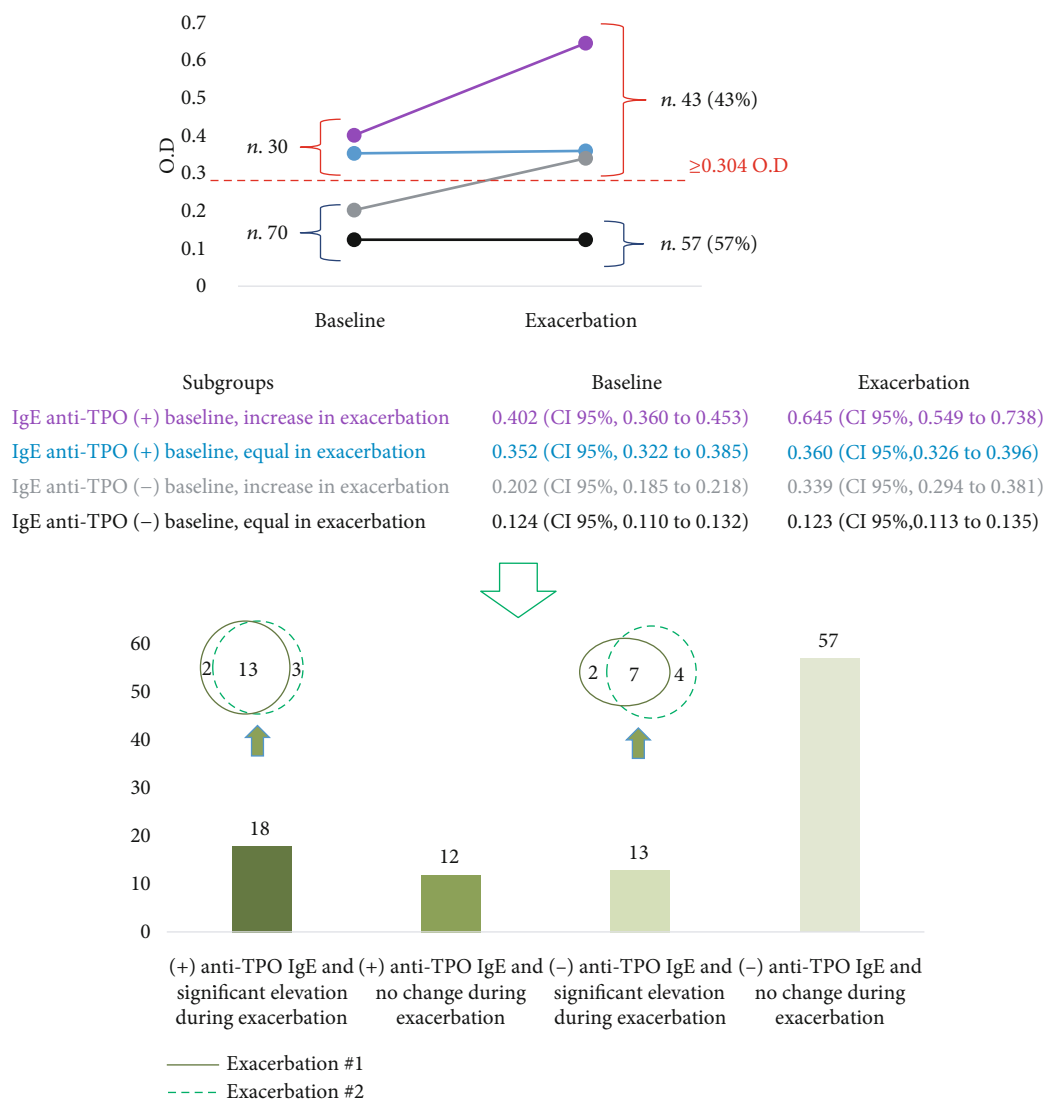 0.7
0.6
0.5
0.4
0.3
0.2
0.1
0
O.D
n. 30
n. 70
n. 43 (43%)
≥0.304 O.D
n. 57 (57%)
Baseline Exacerbation
Subgroups Baseline Exacerbation
IgE anti-TPO (+) baseline, increase in exacerbation 0.402 (CI 95%, 0.360 to 0.453) 0.645 (CI 95%, 0.549 to 0.738)
IgE anti-TPO (+) baseline, equal in exacerbation 0.352 (CI 95%, 0.322 to 0.385) 0.360 (CI 95%,0.326 to 0.396)
IgE anti-TPO (−) baseline, increase in exacerbation 0.202 (CI 95%, 0.185 to 0.218) 0.339 (CI 95%, 0.294 to 0.381)
IgE anti-TPO (−) baseline, equal in exacerbation 0.124 (CI 95%, 0.110 to 0.132) 0.123 (CI 95%,0.113 to 0.135)
60
50
40
30
20
10
0
2 13 3
2 7 4
18
12
13
57
(+) anti-TPO IgE and
significant elevation
during exacerbation
(+) anti-TPO IgE and
no change during
exacerbation
(−) anti-TPO IgE and
significant elevation
during exacerbation
(−) anti-TPO IgE and
no change during
exacerbation
Exacerbation #1
Exacerbation #2